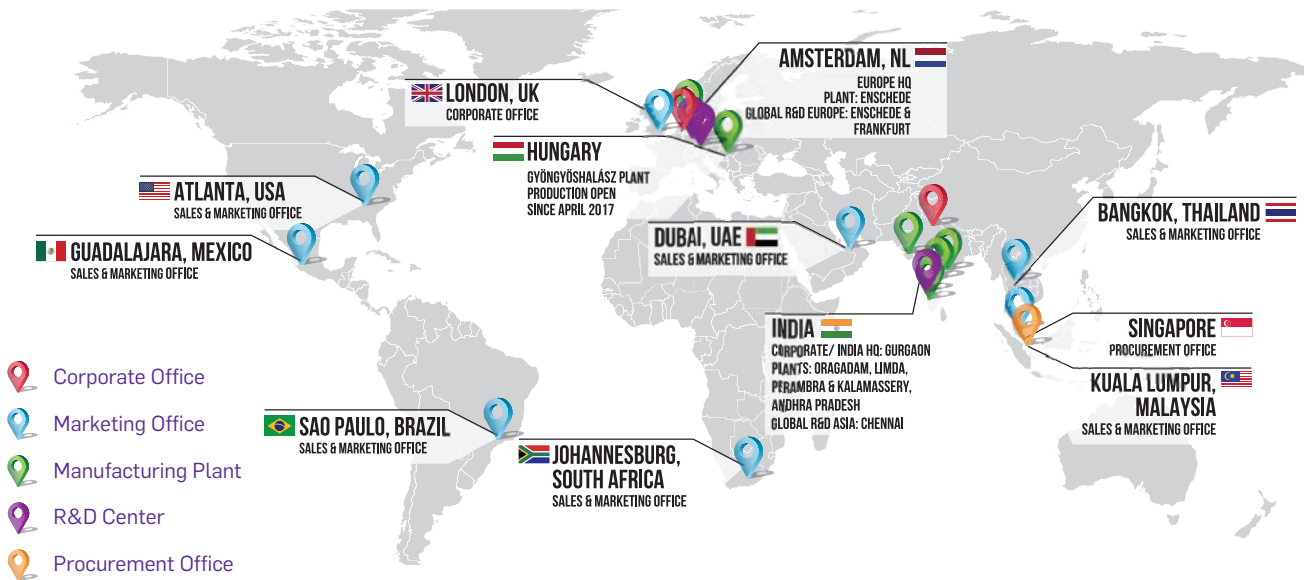 AMSTERDAM, NL
EUROPE HQ
PLANT: ENSCHEDE
GLOBAL R&D EUROPE: ENSCHEDE &
FRANKFURT
LONDON, UK
CORPORATE OFFICE
HUNGARY
GYÖNGYÖSHALÁSZ PLANT
PRODUCTION OPEN
SINCE APRIL 2017
ATLANTA, USA
SALES & MARKETING OFFICE
GUADALAJARA, MEXICO
SALES & MARKETING OFFICE
DUBAI, UAE
SALES & MARKETING OFFICE
BANGKOK, THAILAND
SALES & MARKETING OFFICE
INDIA
CORPORATE/ INDIA HQ: GURGAON
PLANTS: ORAGADAM, LIMDA,
PERAMBRA & KALAMASSERY,
ANDHRA PRADESH
GLOBAL R&D ASIA: CHENNAI
SINGAPORE
PROCUREMENT OFFICE
KUALA LUMPUR,
MALAYSIA
SALES & MARKETING OFFICE
SAO PAULO, BRAZIL
SALES & MARKETING OFFICE
JOHANNESBURG,
SOUTH AFRICA
SALES & MARKETING OFFICE
Corporate Office
Marketing Office
Manufacturing Plant
R&D Center
Procurement Office